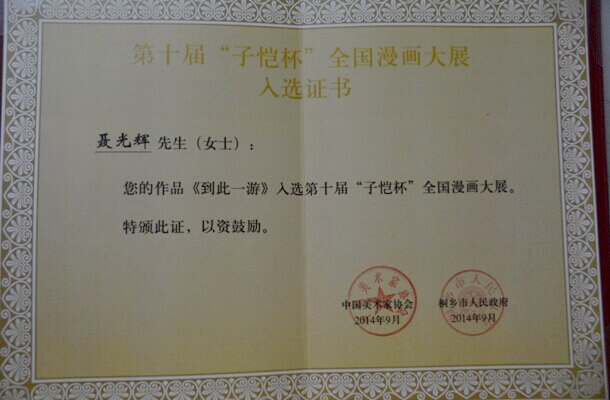 第十届“子恺杯”全国漫画大展
入选证书
聂光辉 先生（女士）：
您的作品《到此一游》入选第十届“子恺杯”全国漫画大展。
特颁此证，以资鼓励。
中国美术家协会
2014年9月
桐乡市人民政府
2014年9月